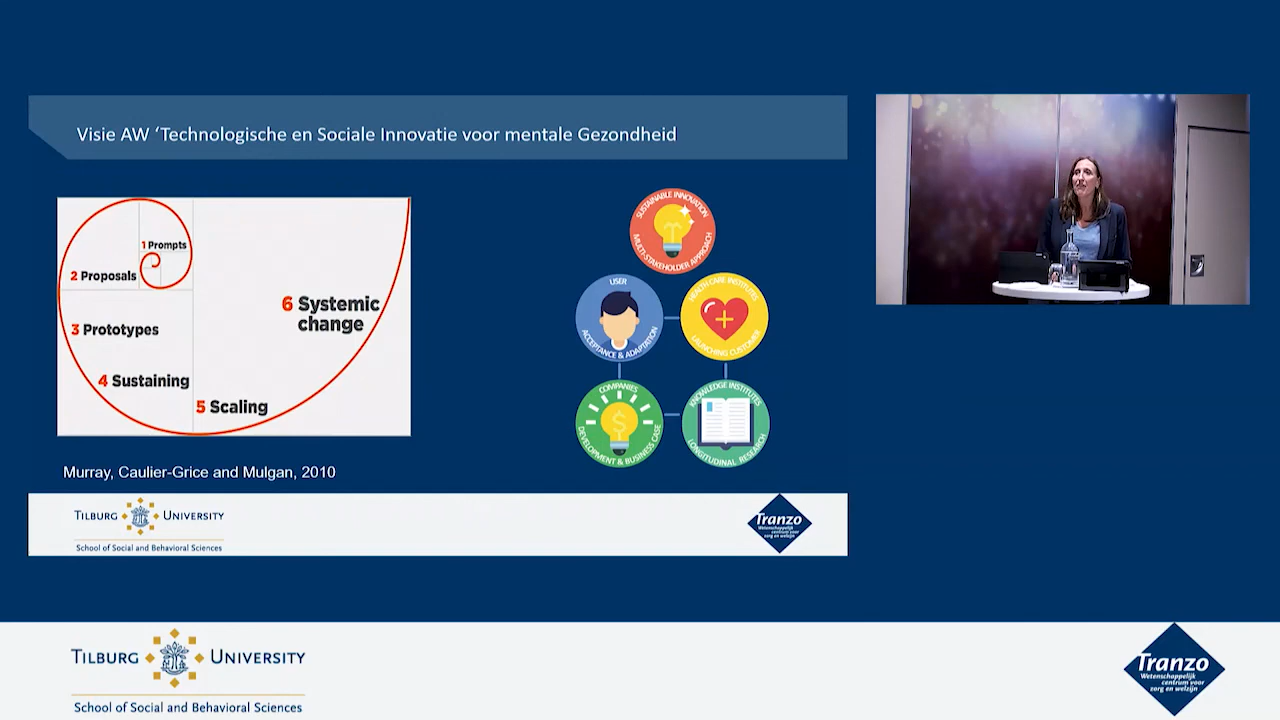 Visie AW ‘Technologische en Sociale Innovatie voor mentale Gezondheid
1 Prompts
2 Proposals
3 Prototypes
4 Sustaining
5 Scaling
6 Systemic
change
Murray, Caulier-Grice and Mulgan, 2010
SUSTAINABLE INNOVATION
MULTI-STAKEHOLDER APPROACH
USER
ACCEPTANCE & ADAPTATION
HEALTH CARE INSTITUTES
LAUNCHING CUSTOMER
COMPANIES
DEVELOPMENT & BUSINESS CASE
KNOWLEDGE INSTITUTES
LONGITUDINAL RESEARCH
TILBURG UNIVERSITY
School of Social and Behavioral Sciences
Tranzo
Wetenschappelijk
centrum voor
zorg en welzijn
TILBURG UNIVERSITY
School of Social and Behavioral Sciences
Tranzo
Wetenschappelijk
centrum voor
zorg en welzijn